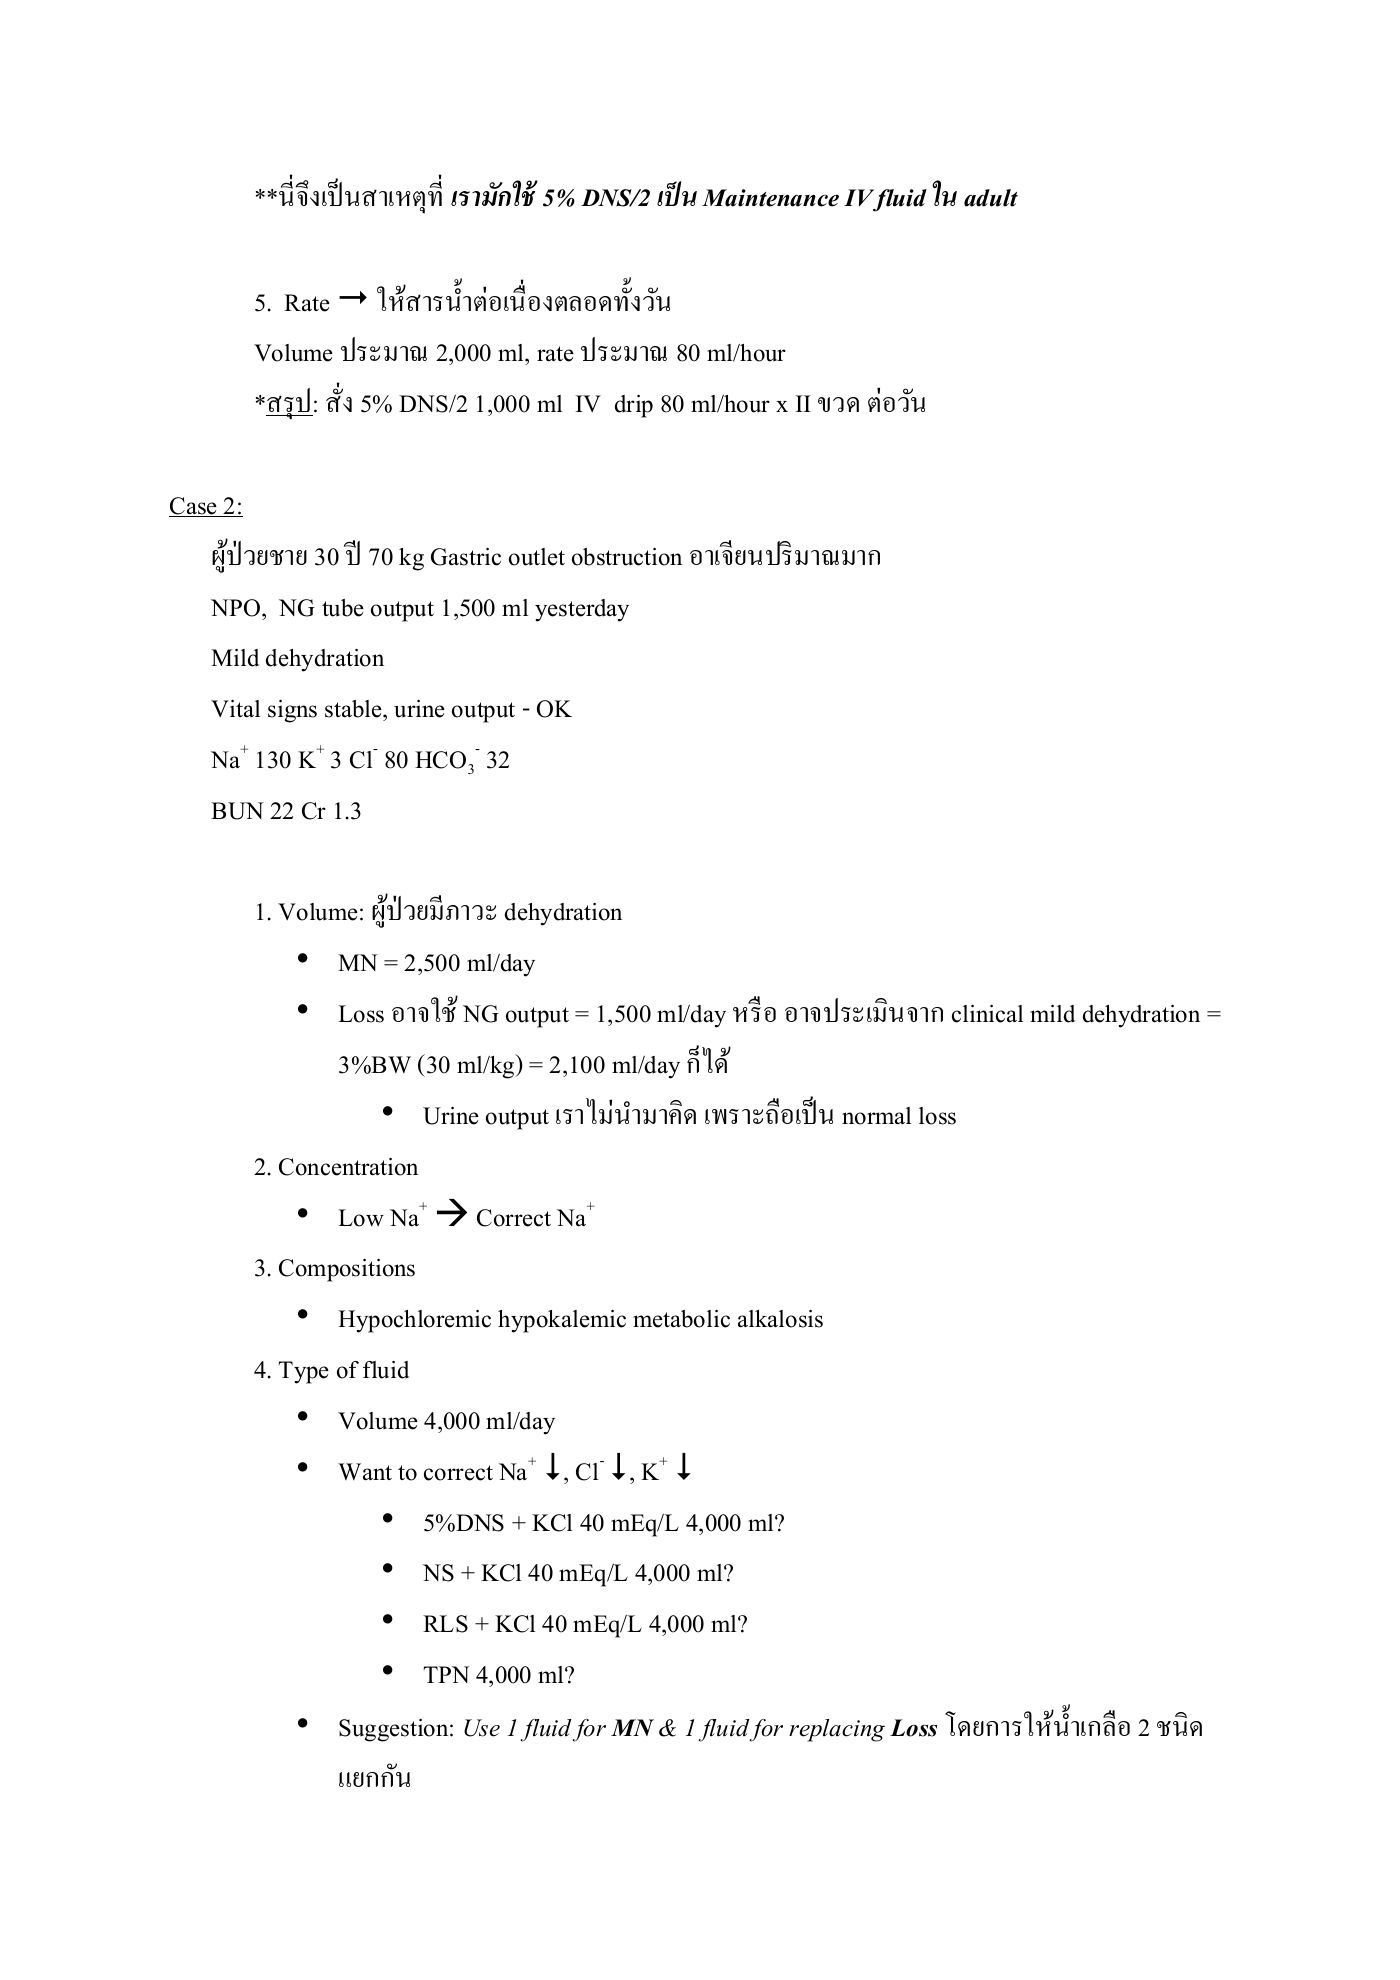 **นี่จึงเป็นสาเหตุที่ เรามักใช้ 5% DNS/2 เป็น Maintenance IV fluid ใน adult
5. Rate → ให้สารน้ำต่อเนื่องตลอดทั้งวัน
Volume ประมาณ 2,000 ml, rate ประมาณ 80 ml/hour
*สรุป: สั่ง 5% DNS/2 1,000 ml IV drip 80 ml/hour x II ขวด ต่อวัน
Case 2:
ผู้ป่วยชาย 30 ปี 70 kg Gastric outlet obstruction อาเจียนปริมาณมาก
NPO, NG tube output 1,500 ml yesterday
Mild dehydration
Vital signs stable, urine output - OK
Na⁺ 130 K⁺ 3 Cl⁻ 80 HCO₃⁻ 32
BUN 22 Cr 1.3
1. Volume: ผู้ป่วยมีภาวะ dehydration
• MN = 2,500 ml/day
• Loss อาจใช้ NG output = 1,500 ml/day หรือ อาจประเมินจาก clinical mild dehydration =
3%BW (30 ml/kg) = 2,100 ml/day ก็ได้
• Urine output เราไม่นำมาคิด เพราะถือเป็น normal loss
2. Concentration
• Low Na⁺ → Correct Na⁺
3. Compositions
• Hypochloremic hypokalemic metabolic alkalosis
4. Type of fluid
• Volume 4,000 ml/day
• Want to correct Na⁺ ↓, Cl⁻ ↓, K⁺ ↓
• 5%DNS + KCl 40 mEq/L 4,000 ml?
• NS + KCl 40 mEq/L 4,000 ml?
• RLS + KCl 40 mEq/L 4,000 ml?
• TPN 4,000 ml?
• Suggestion: Use 1 fluid for MN & 1 fluid for replacing Loss โดยการให้น้ำเกลือ 2 ชนิด
แยกกัน